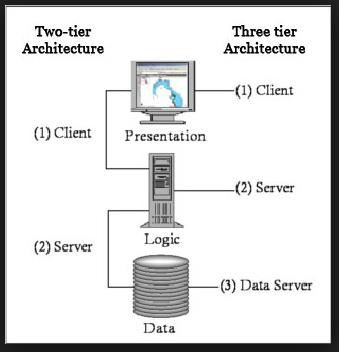 Two-tier
Architecture
Three tier
Architecture
(1) Client
(1) Client
Presentation
(2) Server
Logic
(2) Server
(3) Data Server
Data